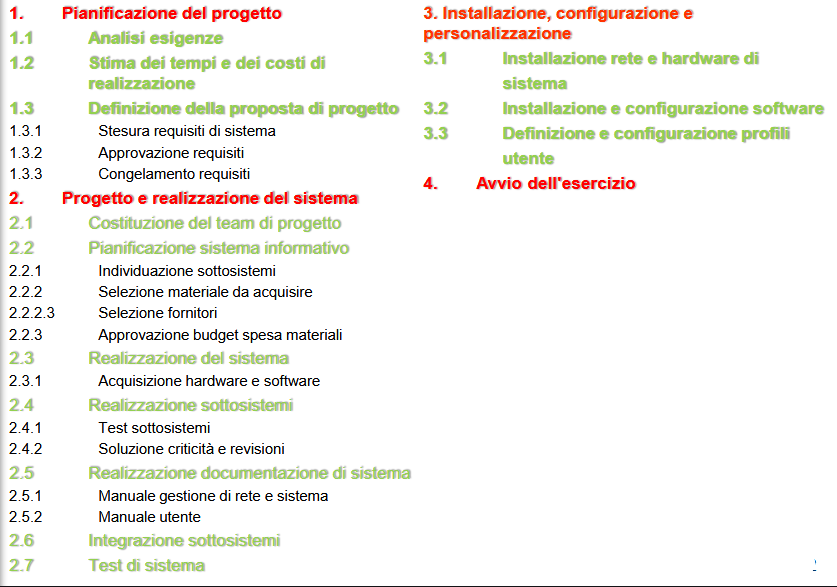 1. Pianificazione del progetto
1.1 Analisi esigenze
1.2 Stima dei tempi e dei costi di
realizzazione
1.3 Definizione della proposta di progetto
1.3.1 Stesura requisiti di sistema
1.3.2 Approvazione requisiti
1.3.3 Congelamento requisiti
2. Progetto e realizzazione del sistema
2.1 Costituzione del team di progetto
2.2 Pianificazione sistema informativo
2.2.1 Individuazione sottosistemi
2.2.2 Selezione materiale da acquisire
2.2.2.3 Selezione fornitori
2.2.3 Approvazione budget spesa materiali
2.3 Realizzazione del sistema
2.3.1 Acquisizione hardware e software
2.4 Realizzazione sottosistemi
2.4.1 Test sottosistemi
2.4.2 Soluzione criticità e revisioni
2.5 Realizzazione documentazione di sistema
2.5.1 Manuale gestione di rete e sistema
2.5.2 Manuale utente
2.6 Integrazione sottosistemi
2.7 Test di sistema
3. Installazione, configurazione e
personalizzazione
3.1 Installazione rete e hardware di
sistema
3.2 Installazione e configurazione software
3.3 Definizione e configurazione profili
utente
4. Avvio dell'esercizio